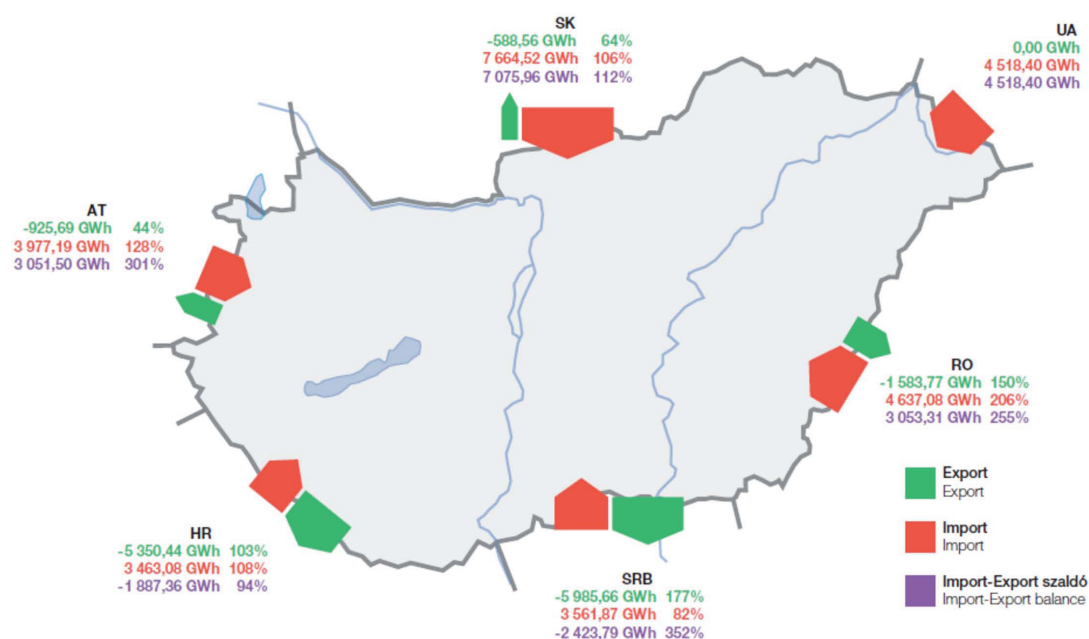 SK
-588,56 GWh 64%
7 664,52 GWh 106%
7 075,96 GWh 112%
UA
0,00 GWh
4 518,40 GWh
4 518,40 GWh
AT
-925,69 GWh 44%
3 977,19 GWh 128%
3 051,50 GWh 301%
RO
-1 583,77 GWh 150%
4 637,08 GWh 206%
3 053,31 GWh 255%
HR
-5 350,44 GWh 103%
3 463,08 GWh 108%
-1 887,36 GWh 94%
SRB
-5 985,66 GWh 177%
3 561,87 GWh 82%
-2 423,79 GWh 352%
Export
Export
Import
Import
Import-Export szaldó
Import-Export balance